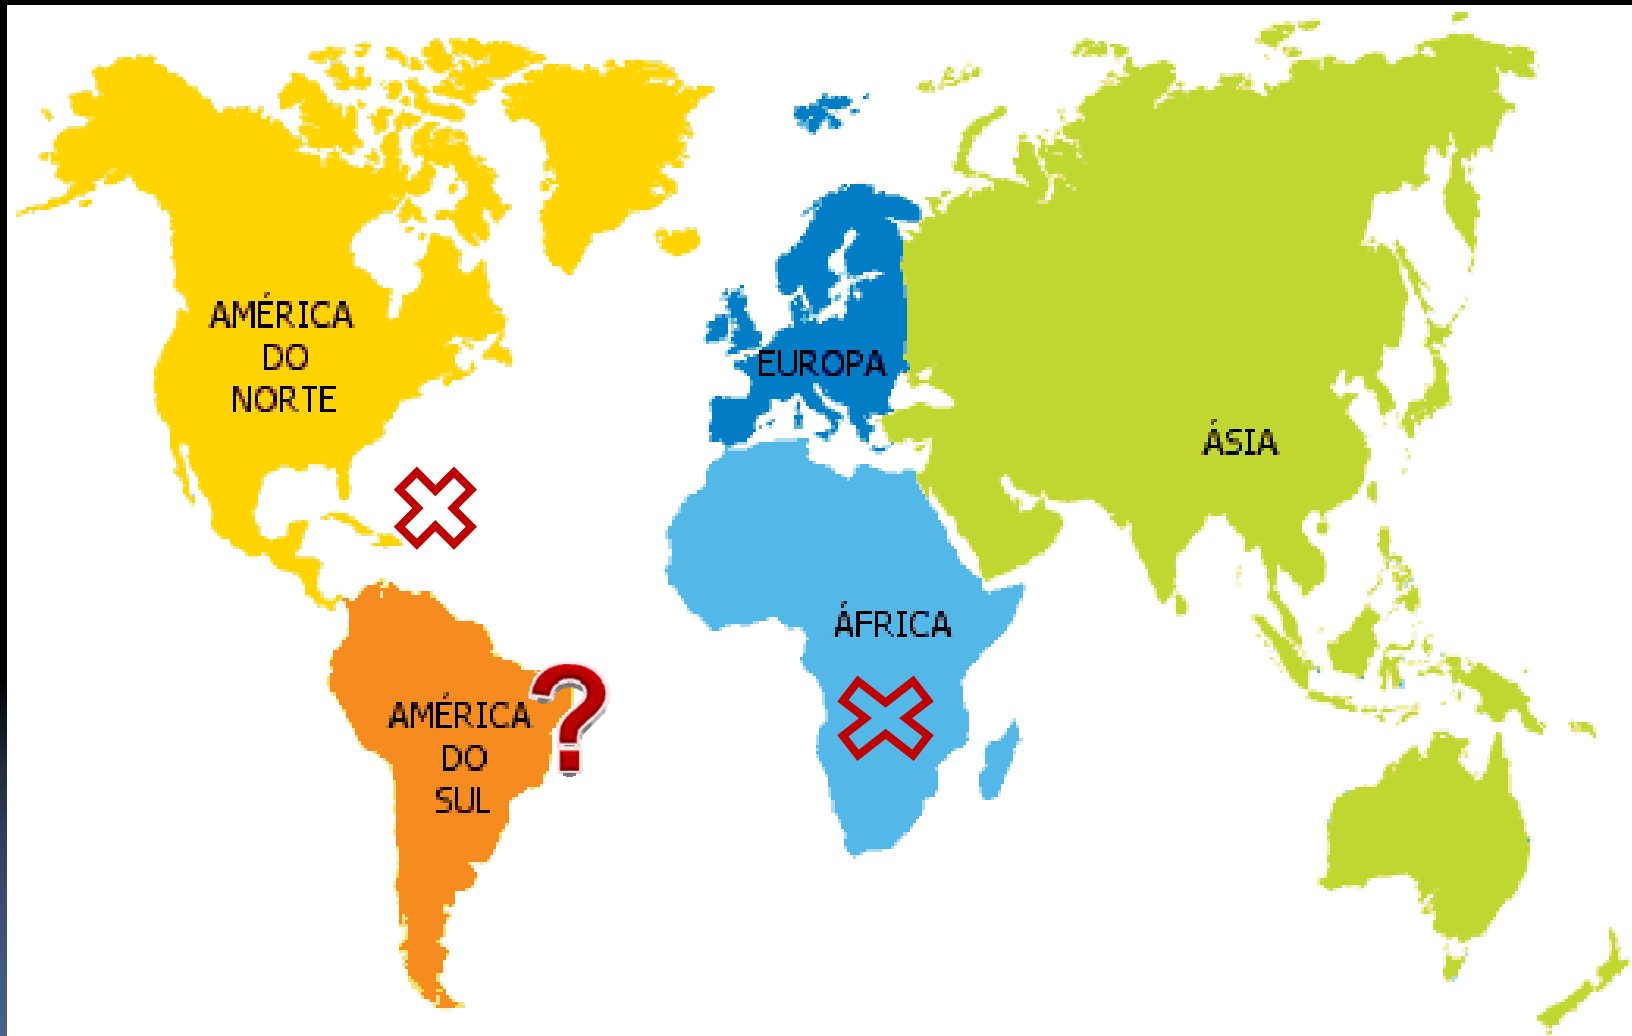 AMÉRICA
DO
NORTE
EUROPA
ÁSIA
ÁFRICA
AMÉRICA
DO
SUL
?